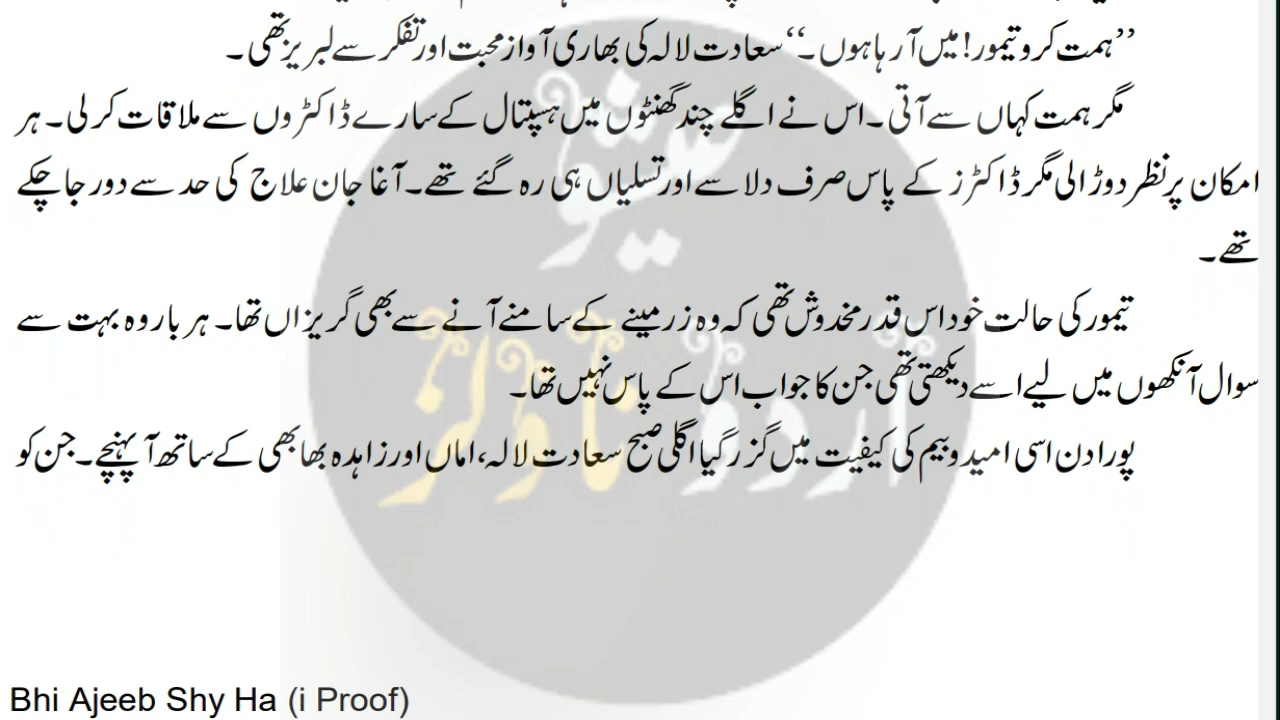 ’’ہمت کرو تیمور! میں آ رہا ہوں۔‘‘ سعادت لالہ کی بھاری آواز محبت اور تفکر سے لبریز تھی۔
مگر ہمت کہاں سے آتی۔ اس نے اگلے چند گھنٹوں میں ہسپتال کے سارے ڈاکٹروں سے ملاقات کر لی۔ ہر
امکان پر نظر دوڑالی مگر ڈاکٹرز کے پاس صرف دلاسے اور تسلیاں ہی رہ گئے تھے۔ آغا جان علاج کی حد سے دور جا چکے
تھے۔
تیمور کی حالت خود اس قدر مخدوش تھی کہ وہ زرمینے کے سامنے آنے سے بھی گریزاں تھا۔ ہر بار وہ بہت سے
سوال آنکھوں میں لیے اسے دیکھتی تھی جن کا جواب اس کے پاس نہیں تھا۔
پورا دن اسی امید و بیم کی کیفیت میں گزر گیا اگلی صبح سعادت لالہ، اماں اور زاہدہ بھابھی کے ساتھ آ پہنچے۔ جن کو
اردو ناولز
Bhi Ajeeb Shy Ha (i Proof)